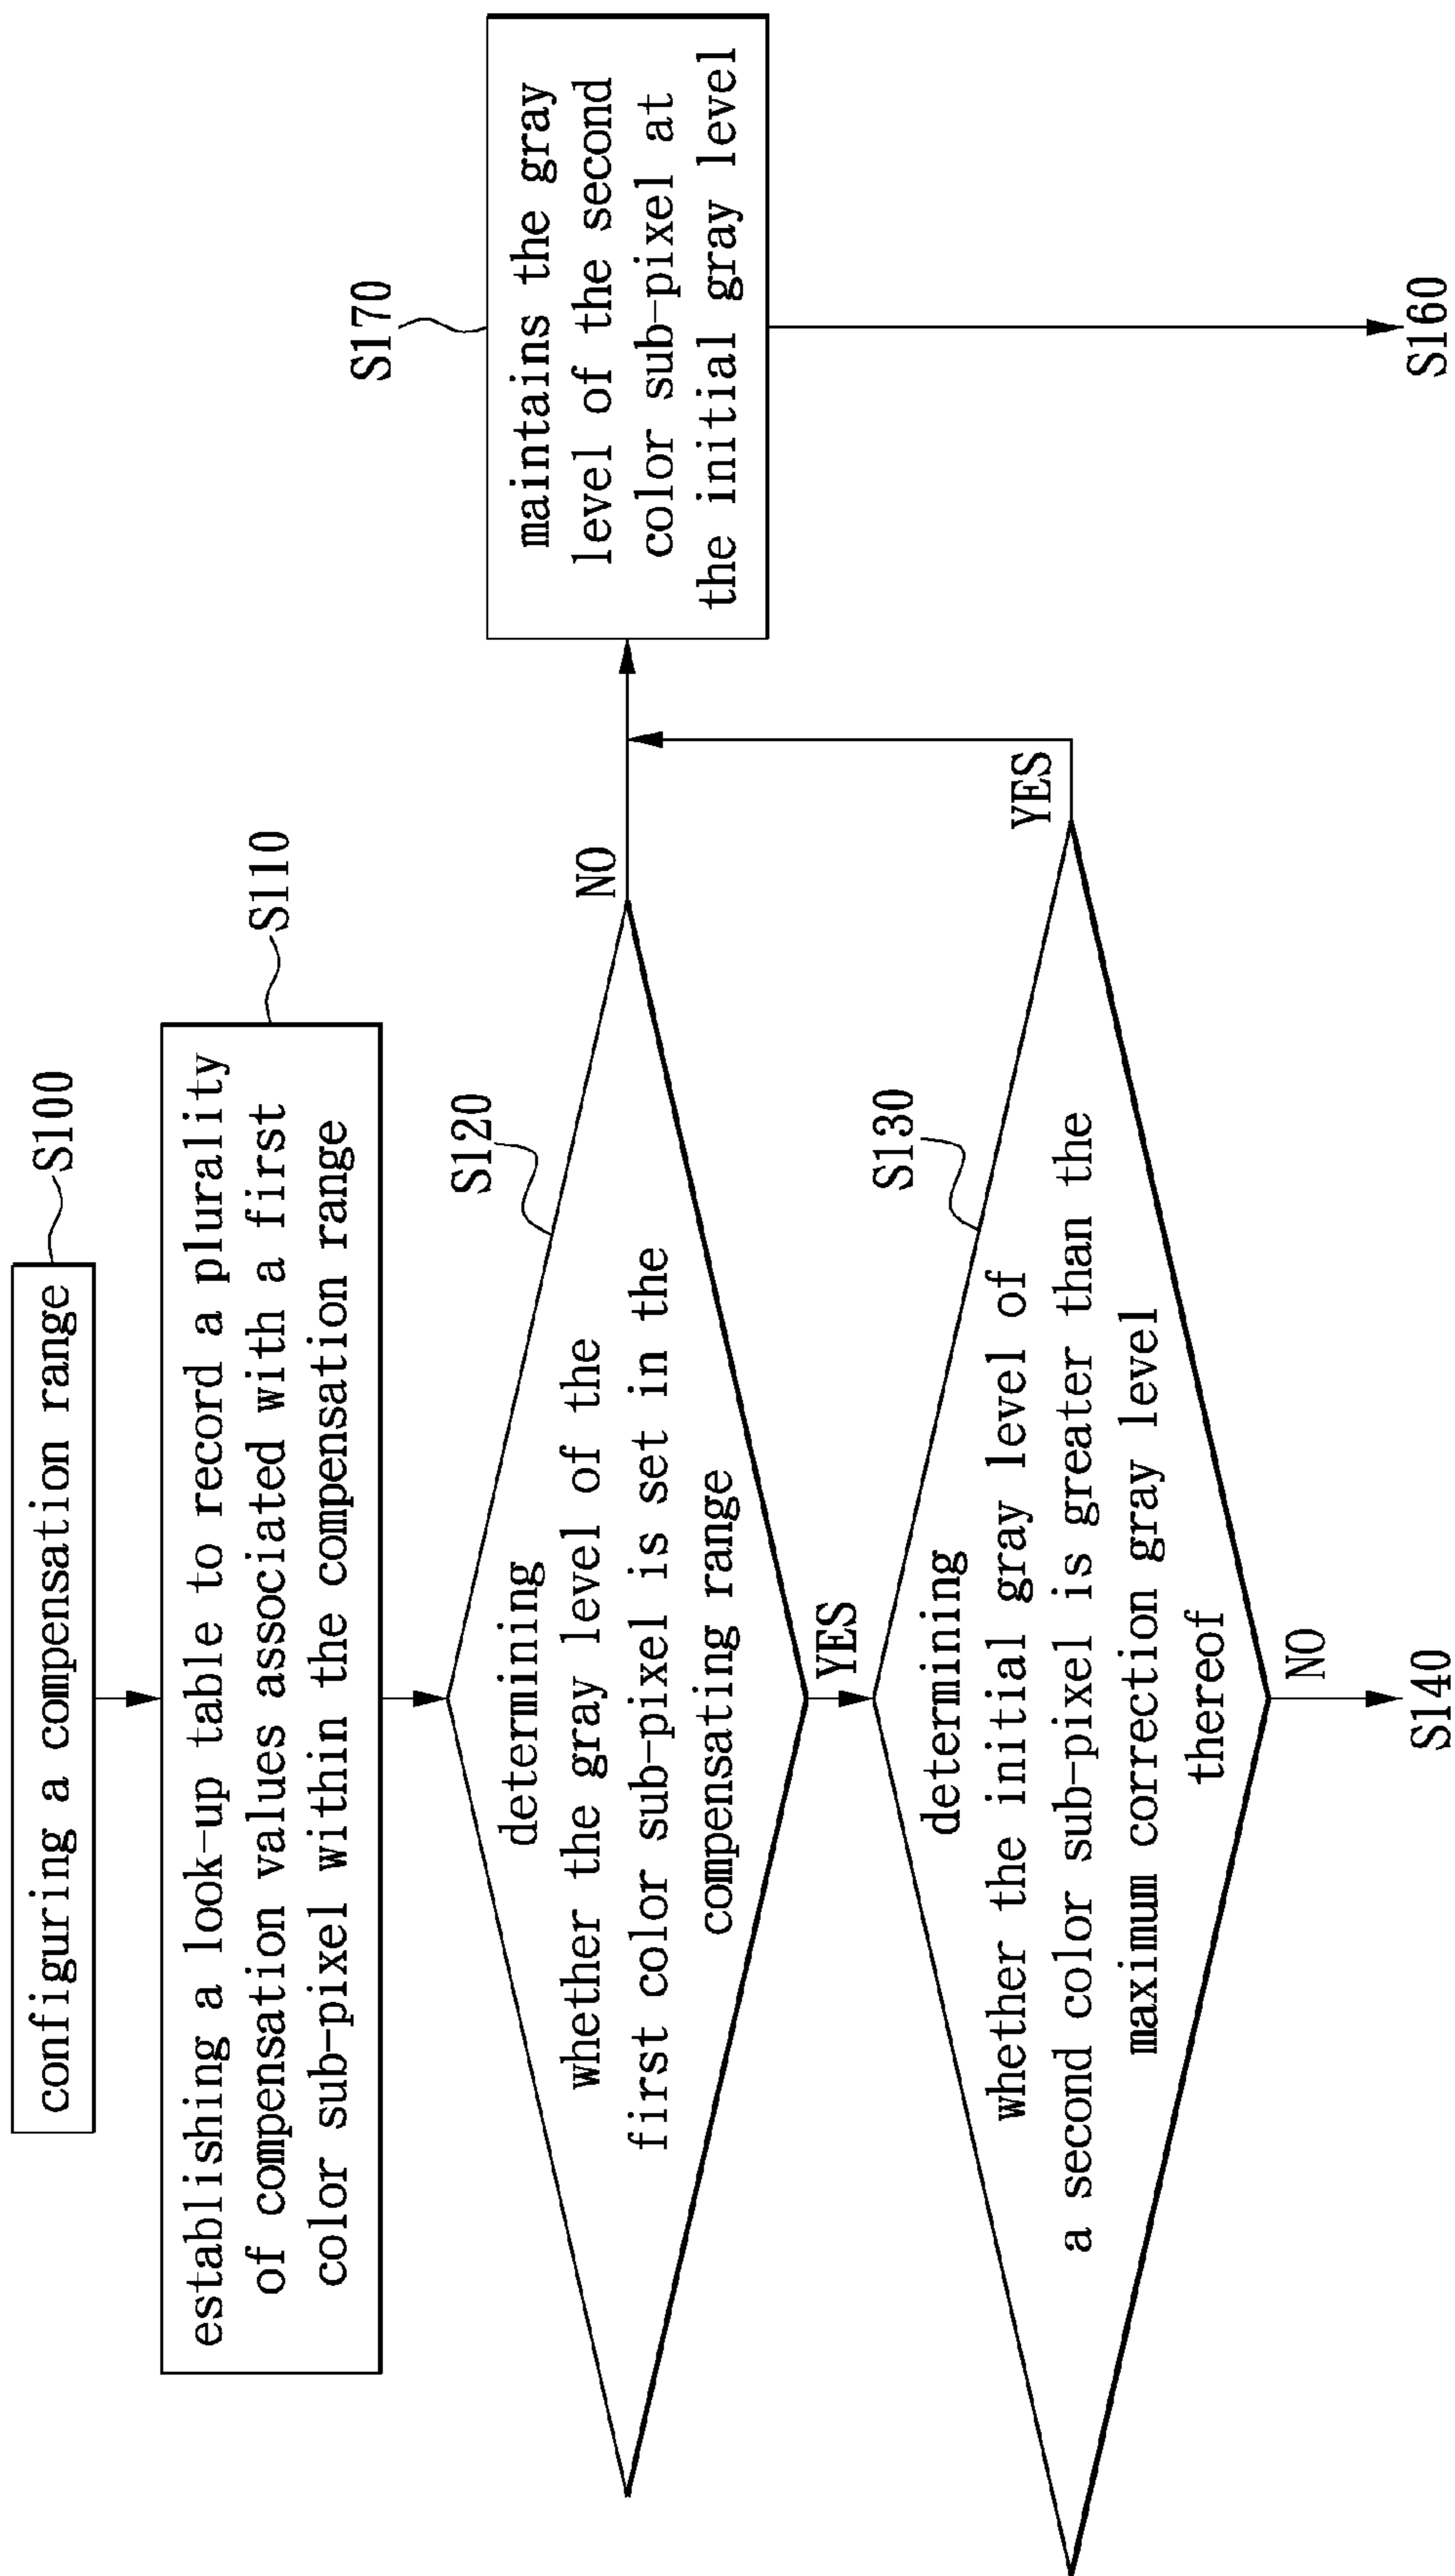 configuring a compensation range
S100
establishing a look-up table to record a plurality
of compensation values associated with a first
color sub-pixel within the compensation range
S110
determining
whether the gray level of the
first color sub-pixel is set in the
compensating range
S120
NO
YES
maintains the gray
level of the second
color sub-pixel at
the initial gray level
S170
determining
whether the initial gray level of
a second color sub-pixel is greater than the
maximum correction gray level
thereof
S130
YES
NO
S140
S160